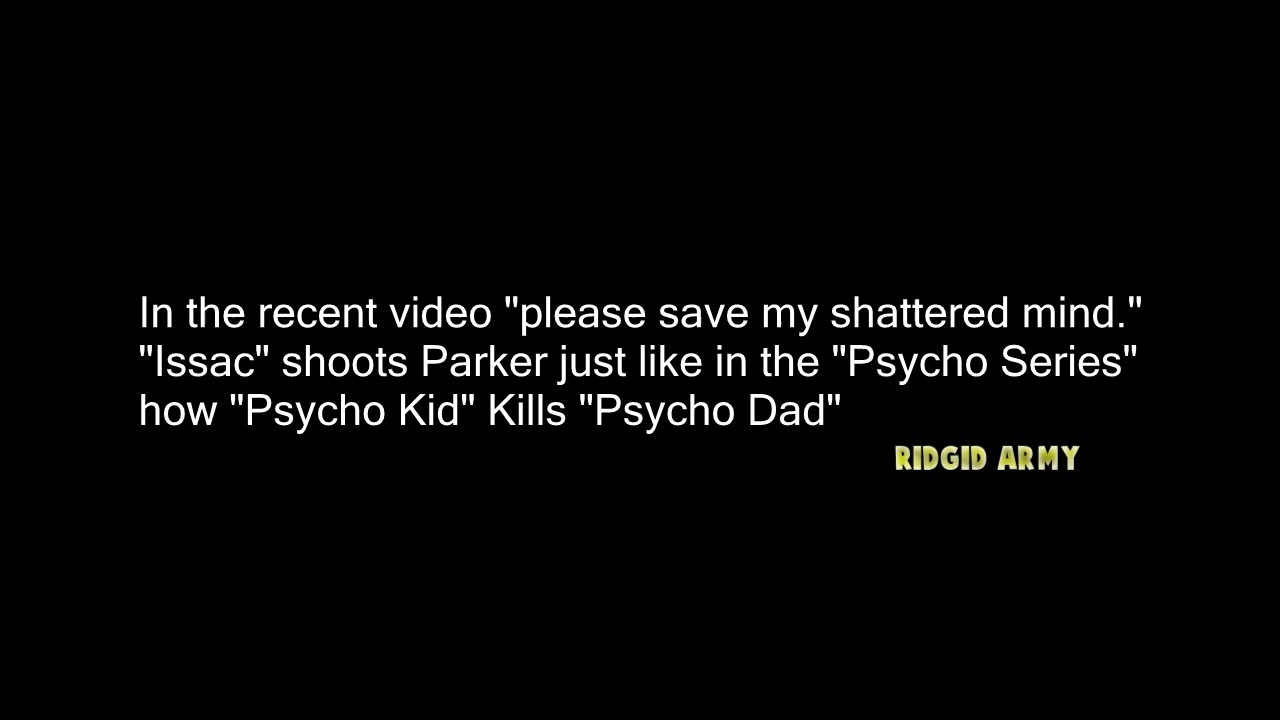 In the recent video "please save my shattered mind."
"Issac" shoots Parker just like in the "Psycho Series"
how "Psycho Kid" Kills "Psycho Dad"
RIDGID ARMY